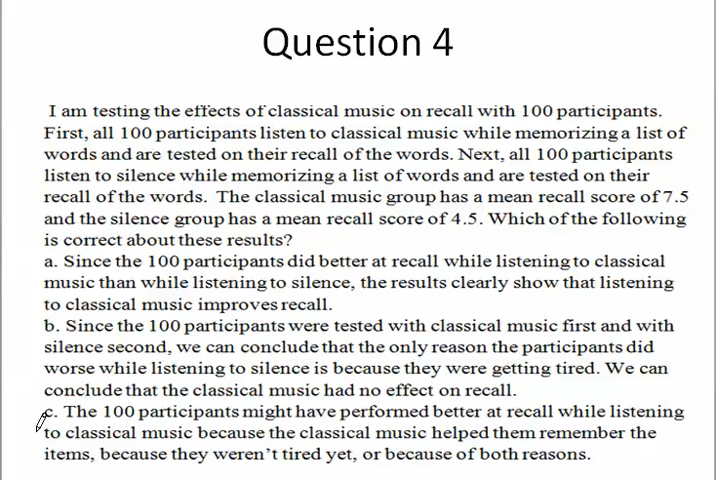 Question 4
I am testing the effects of classical music on recall with 100 participants.
First, all 100 participants listen to classical music while memorizing a list of
words and are tested on their recall of the words. Next, all 100 participants
listen to silence while memorizing a list of words and are tested on their
recall of the words. The classical music group has a mean recall score of 7.5
and the silence group has a mean recall score of 4.5. Which of the following
is correct about these results?
a. Since the 100 participants did better at recall while listening to classical
music than while listening to silence, the results clearly show that listening
to classical music improves recall.
b. Since the 100 participants were tested with classical music first and with
silence second, we can conclude that the only reason the participants did
worse while listening to silence is because they were getting tired. We can
conclude that the classical music had no effect on recall.
c. The 100 participants might have performed better at recall while listening
to classical music because the classical music helped them remember the
items, because they weren't tired yet, or because of both reasons.